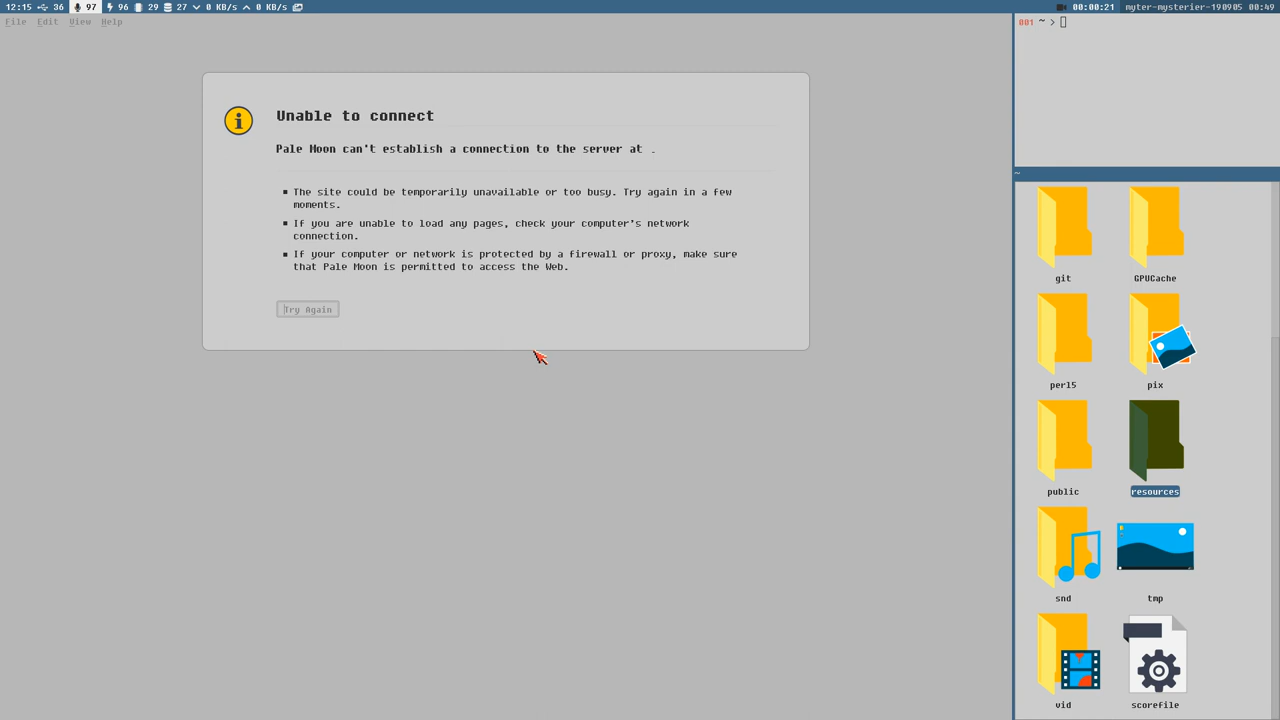 12:15 36 97 96 29 27 0 KB/s 0 KB/s
00:00:21 myter-mysterier-190905 00:49
File Edit View Help
Unable to connect
Pale Moon can't establish a connection to the server at .
▪ The site could be temporarily unavailable or too busy. Try again in a few
moments.
▪ If you are unable to load any pages, check your computer's network
connection.
▪ If your computer or network is protected by a firewall or proxy, make sure
that Pale Moon is permitted to access the Web.
Try Again
001 ~ >
~
git GPUCache
perl5 pix
public resources
snd tmp
vid scorefile